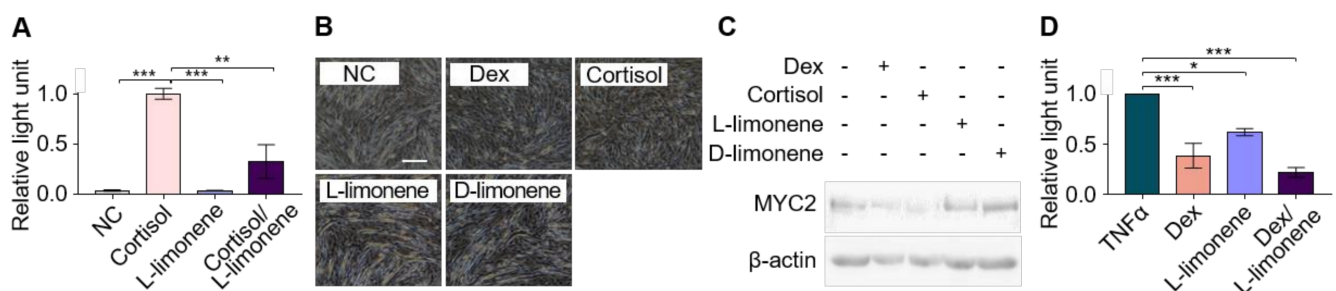 A
Relative light unit
1.0
0.5
0.0
***
***
**
NC
Cortisol
L-limonene
Cortisol/
L-limonene
B
NC
Dex
Cortisol
L-limonene
D-limonene
C
Dex - + - - -
Cortisol - - + - -
L-limonene - - - + -
D-limonene - - - - +
MYC2
β-actin
D
Relative light unit
1.0
0.5
0.0
***
*
***
TNFα
Dex
L-limonene
Dex/
L-limonene